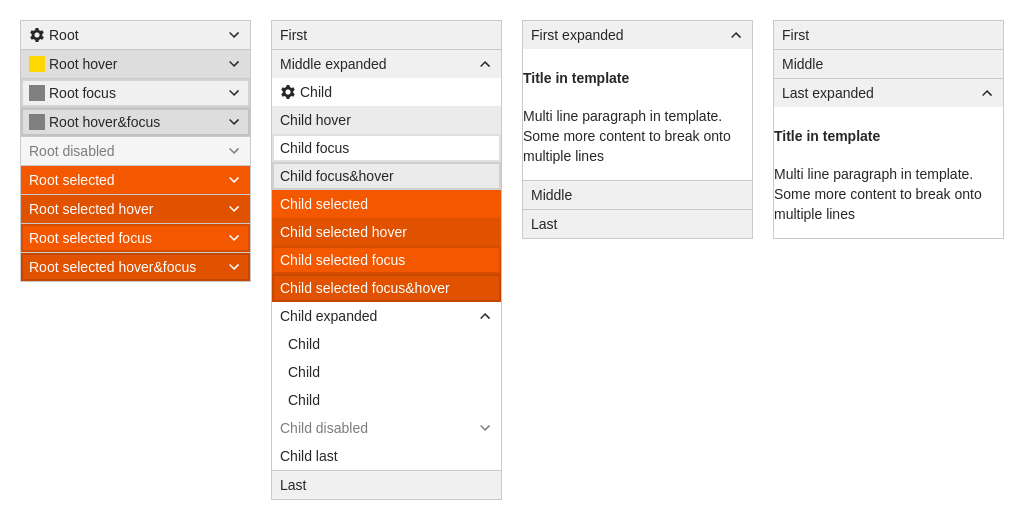 Root
Root hover
Root focus
Root hover&focus
Root disabled
Root selected
Root selected hover
Root selected focus
Root selected hover&focus
First
Middle expanded
Child
Child hover
Child focus
Child focus&hover
Child selected
Child selected hover
Child selected focus
Child selected focus&hover
Child expanded
Child
Child
Child
Child disabled
Child last
Last
First expanded
Title in template
Multi line paragraph in template.
Some more content to break onto
multiple lines
Middle
Last
First
Middle
Last expanded
Title in template
Multi line paragraph in template.
Some more content to break onto
multiple lines